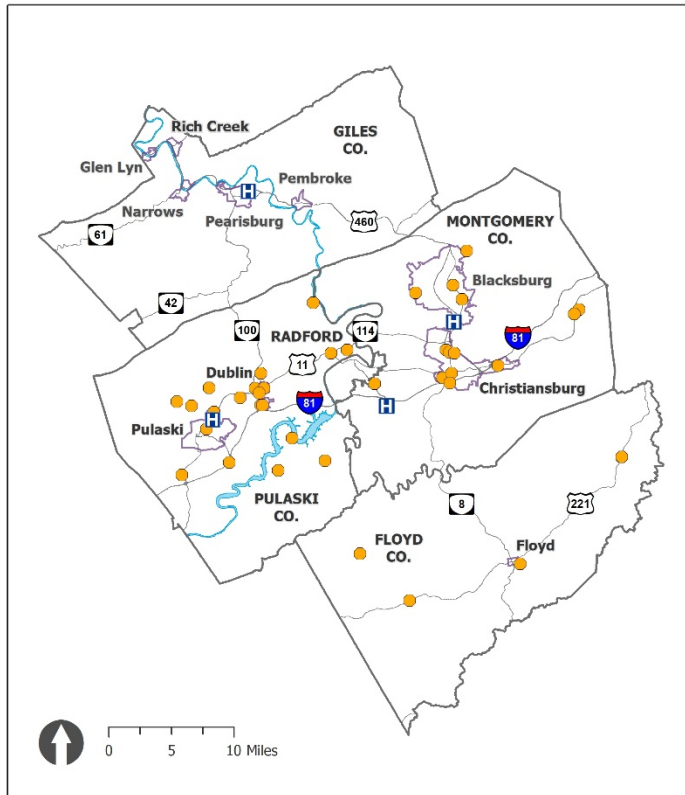 Rich Creek
GILES
CO.
Glen Lyn
Pembroke
H
Narrows
Pearisburg
460
MONTGOMERY
CO.
61
Blacksburg
42
100
RADFORD
114
H
81
11
Dublin
81
Christiansburg
H
H
Pulaski
PULASKI
CO.
8
221
FLOYD
CO.
Floyd
0 5 10 Miles